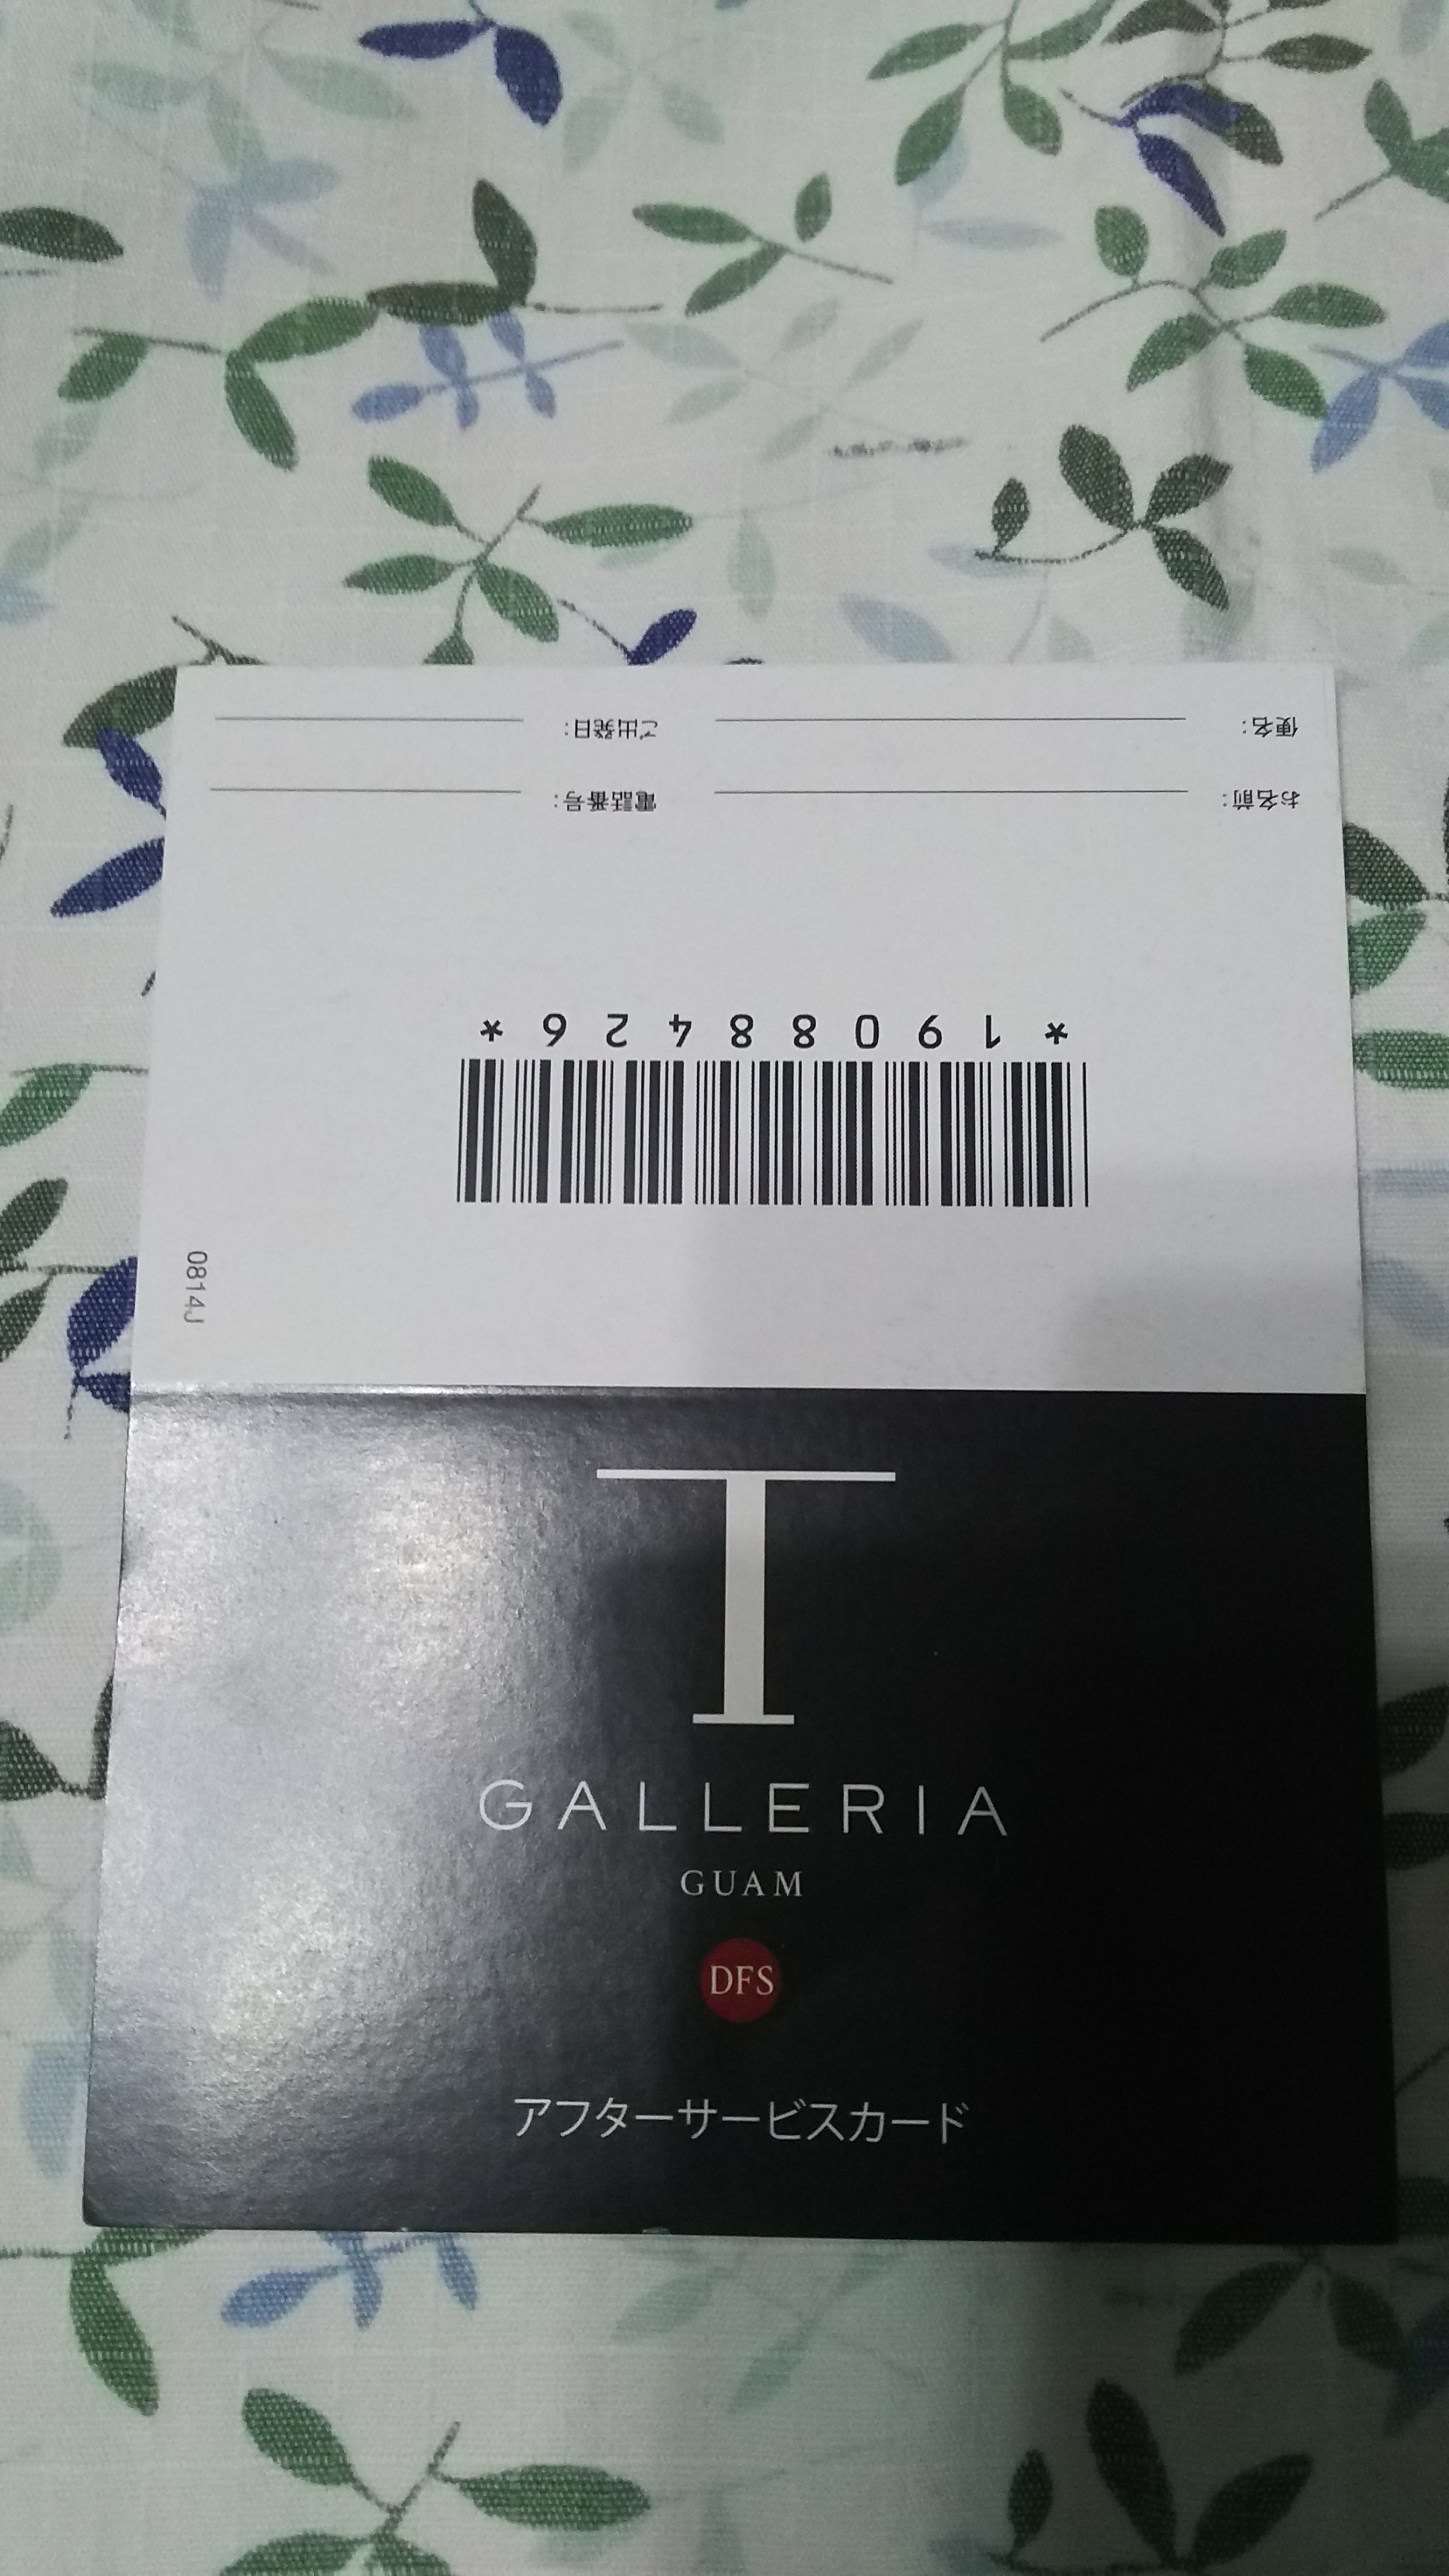 T
GALLERIA
GUAM
DFS
アフターサービスカード
*19088426*
お名前: 電話番号:
便名: ご出発日:
0814J